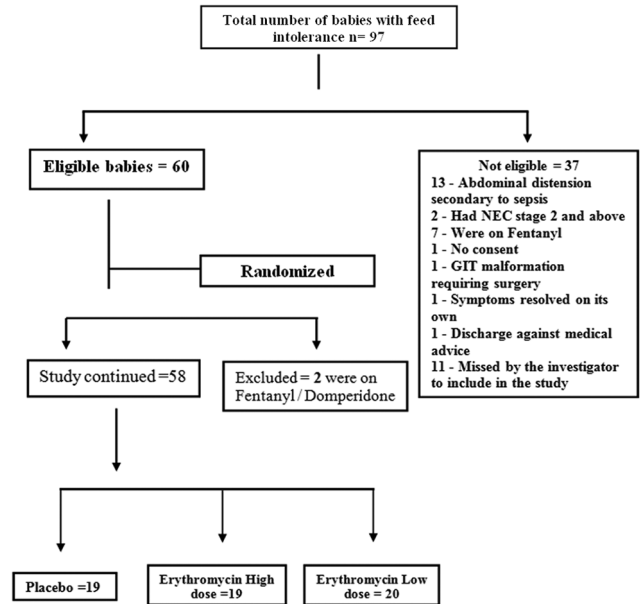 Total number of babies with feed
intolerance n= 97
Eligible babies = 60
Not eligible = 37
13 - Abdominal distension
secondary to sepsis
2 - Had NEC stage 2 and above
7 - Were on Fentanyl
1 - No consent
1 - GIT malformation
requiring surgery
1 - Symptoms resolved on its
own
1 - Discharge against medical
advice
11 - Missed by the investigator
to include in the study
Randomized
Study continued =58
Excluded = 2 were on
Fentanyl / Domperidone
Placebo =19
Erythromycin High
dose =19
Erythromycin Low
dose = 20